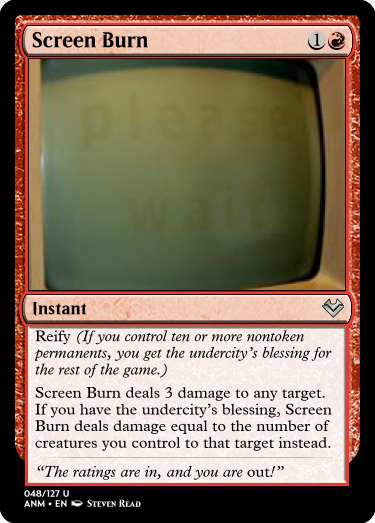 Screen Burn 1
please
wait
Instant
Reify (If you control ten or more nontoken
permanents, you get the undercity's blessing for
the rest of the game.)
Screen Burn deals 3 damage to any target.
If you have the undercity's blessing, Screen
Burn deals damage equal to the number of
creatures you control to that target instead.
"The ratings are in, and you are out!"
048/127 U
ANM • EN Steven Read